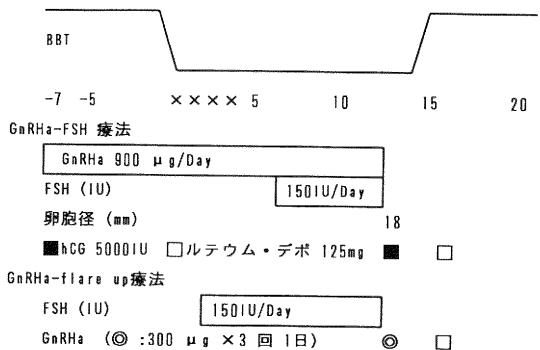 BBT
-7 -5 ×××× 5 10 15 20
GnRHa-FSH 療法
GnRHa 900 μg/Day
FSH (IU) 150IU/Day
卵胞径 (mm) 18
■hCG 5000IU □ルテウム・デポ 125mg ■ □
GnRHa-flare up療法
FSH (IU) 150IU/Day
GnRHa (◎ :300 μg ×3 回 1日) ◎ □